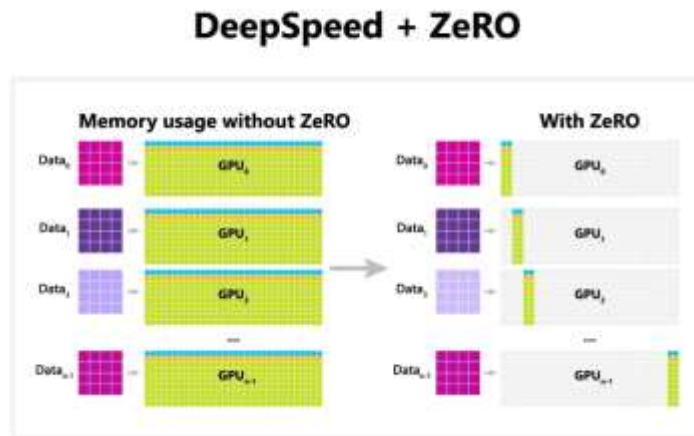 DeepSpeed + ZeRO
Memory usage without ZeRO
With ZeRO
Data₀
GPU₀
Data₀
GPU₀
Data₁
GPU₁
Data₁
GPU₁
Data₂
GPU₂
Data₂
GPU₂
...
...
Dataₙ₋₁
GPUₙ₋₁
Dataₙ₋₁
GPUₙ₋₁